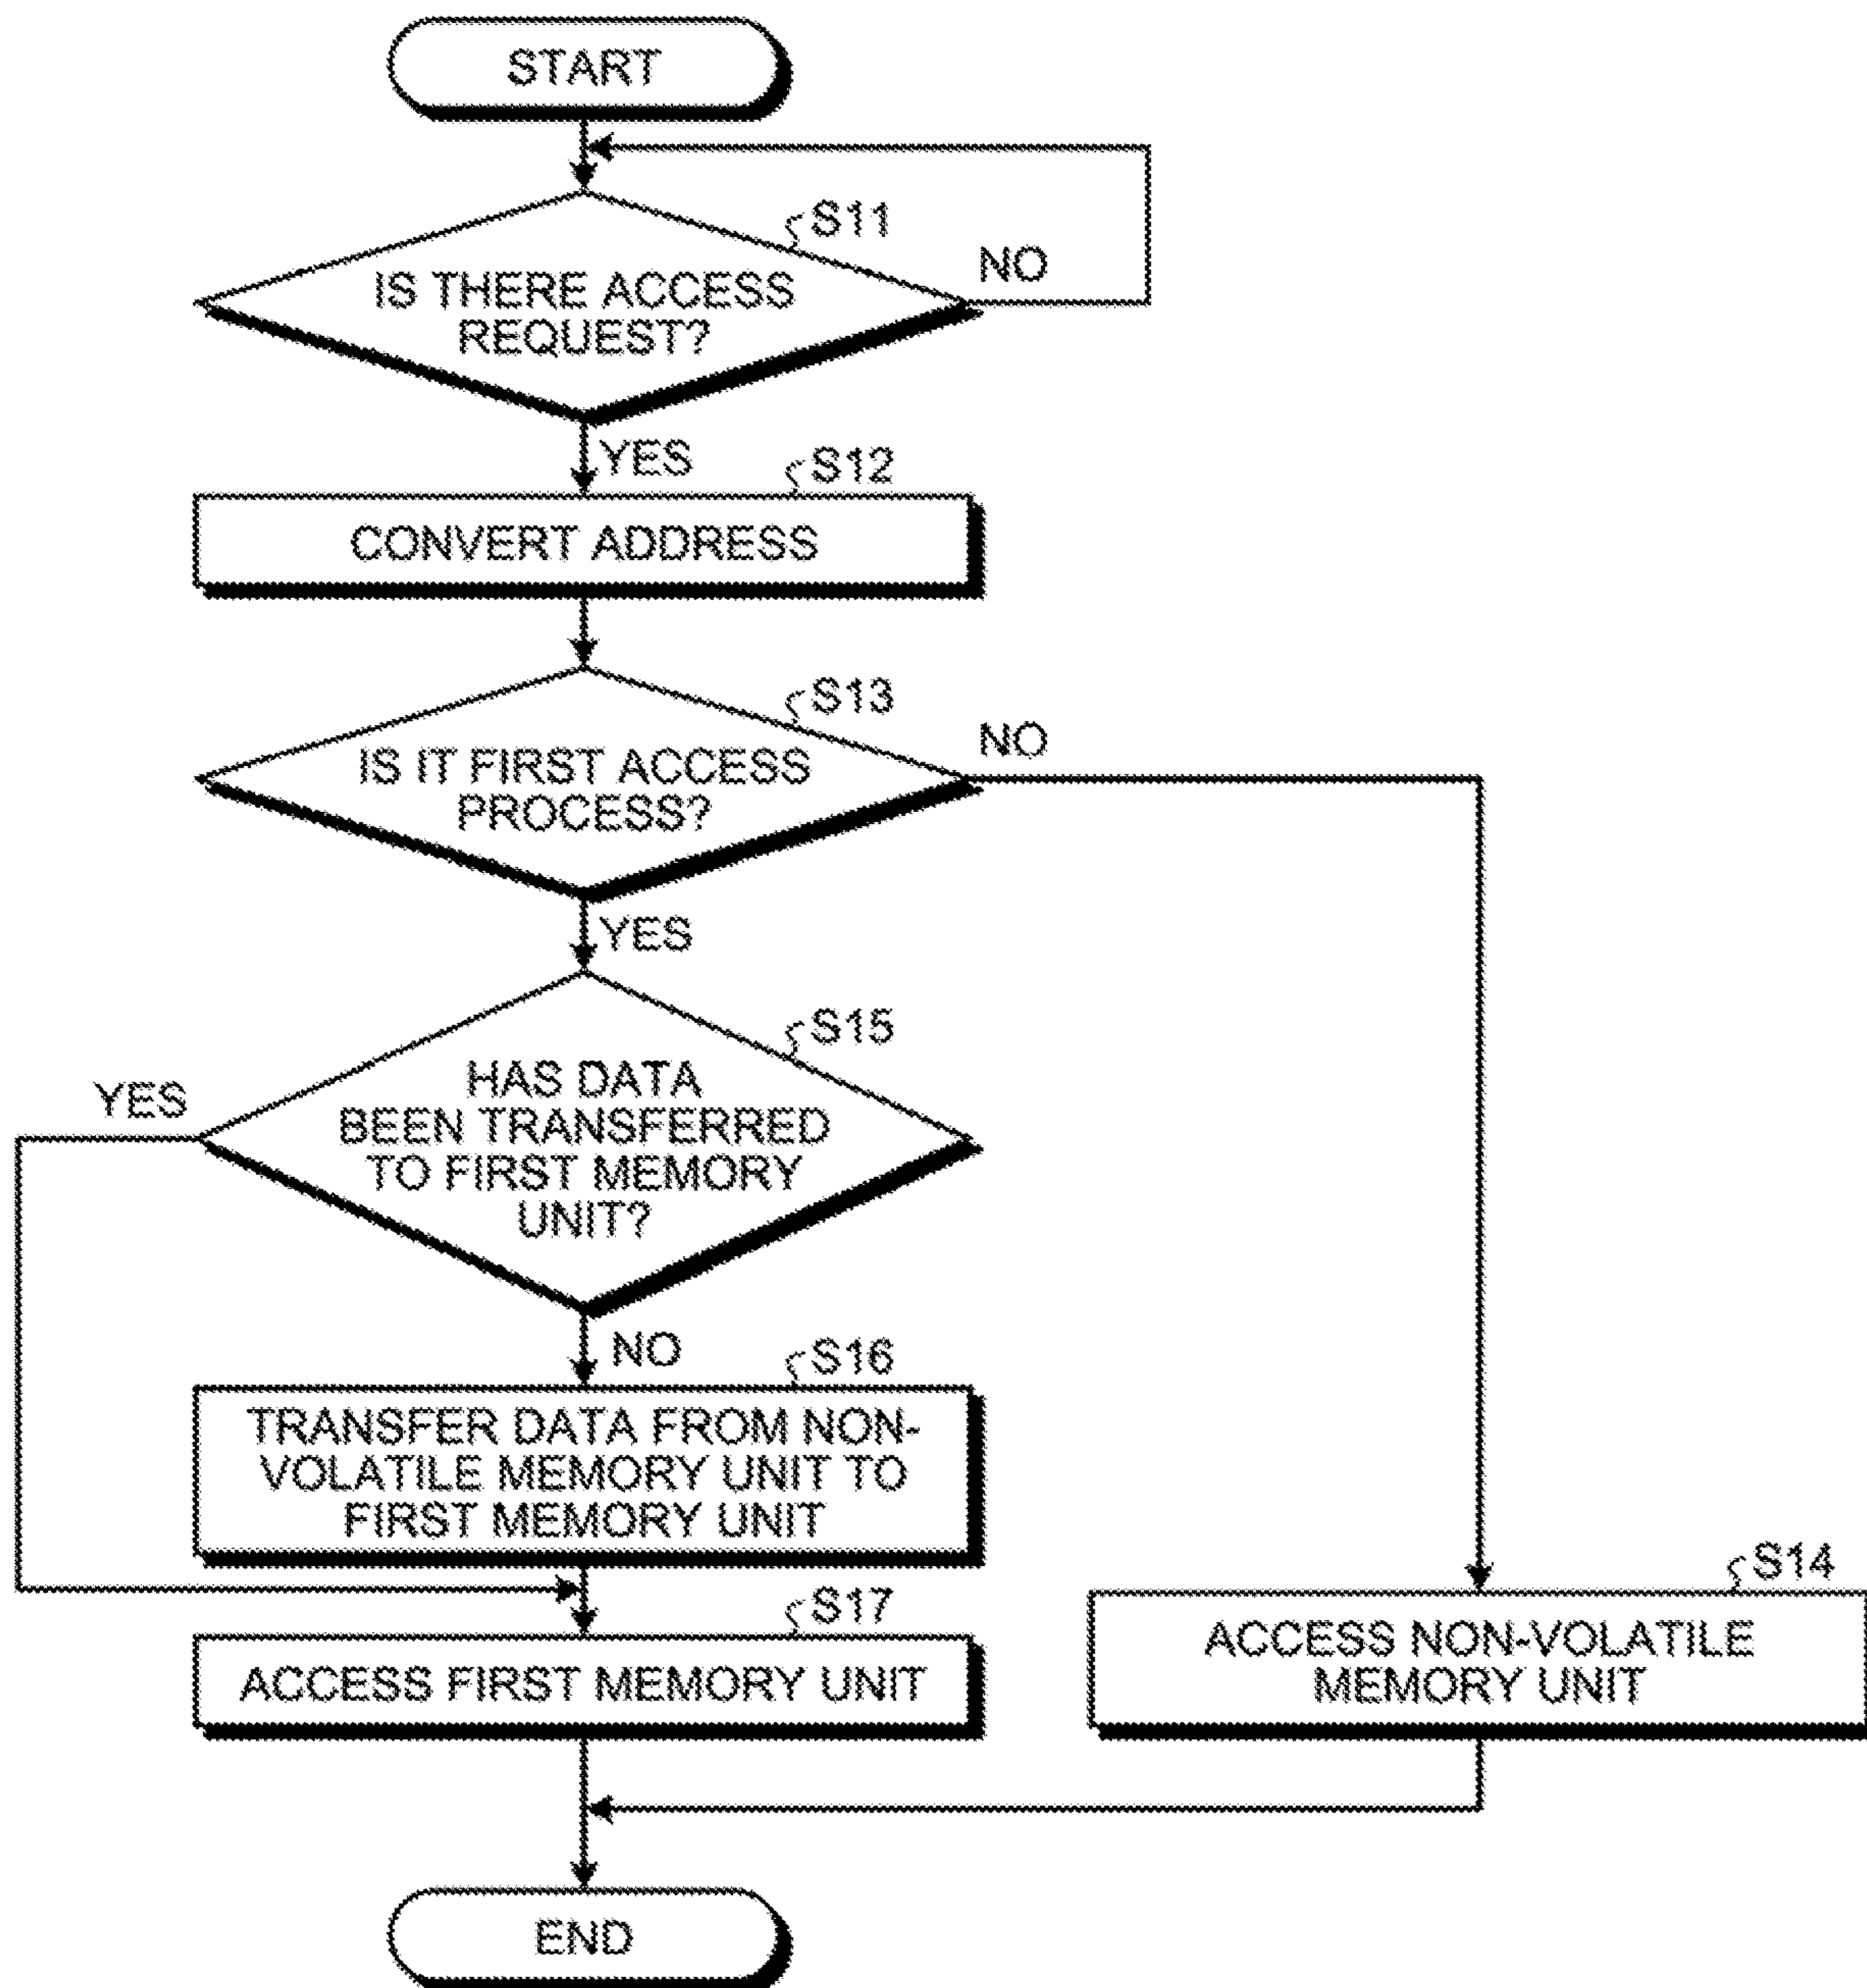 START
S11
IS THERE ACCESS
REQUEST?
NO
YES
S12
CONVERT ADDRESS
S13
IS IT FIRST ACCESS
PROCESS?
NO
YES
S15
HAS DATA
BEEN TRANSFERRED
TO FIRST MEMORY
UNIT?
YES
NO
S16
TRANSFER DATA FROM NON-
VOLATILE MEMORY UNIT TO
FIRST MEMORY UNIT
S17
ACCESS FIRST MEMORY UNIT
S14
ACCESS NON-VOLATILE
MEMORY UNIT
END